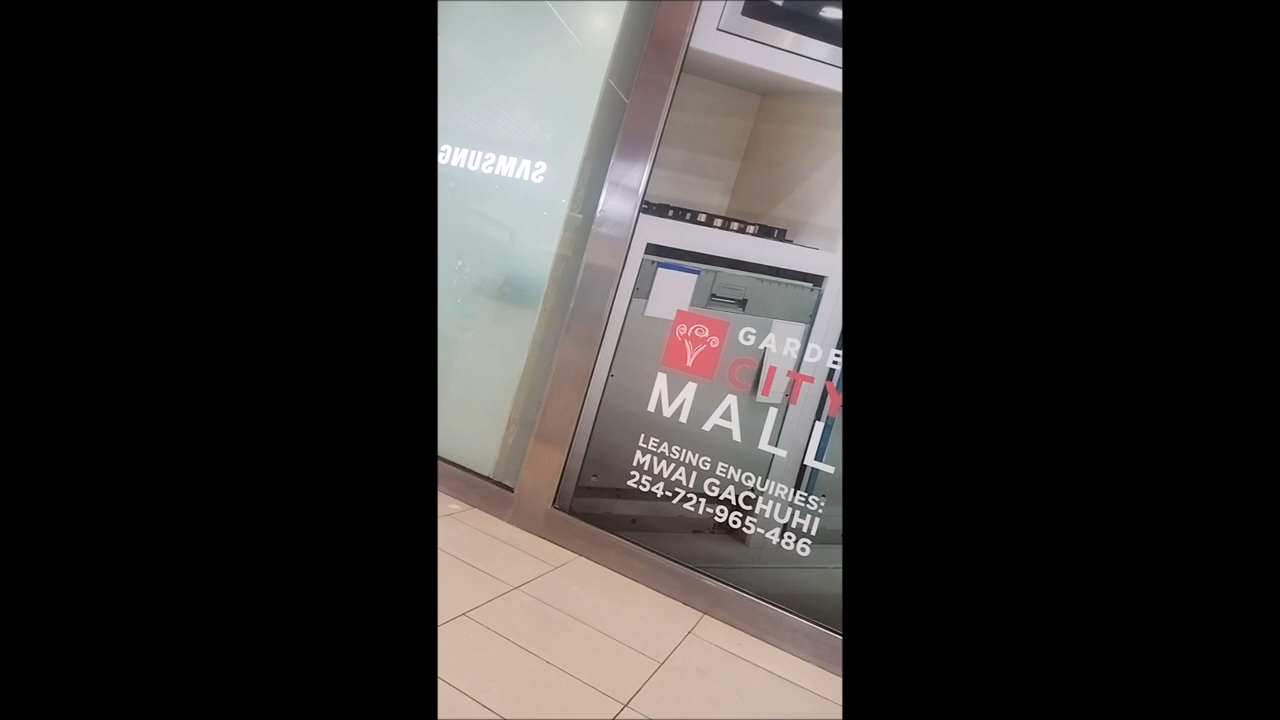 SAMSUNG
GARDE
CITY
MALL
LEASING ENQUIRIES:
MWAI GACHUHI
254-721-965-486